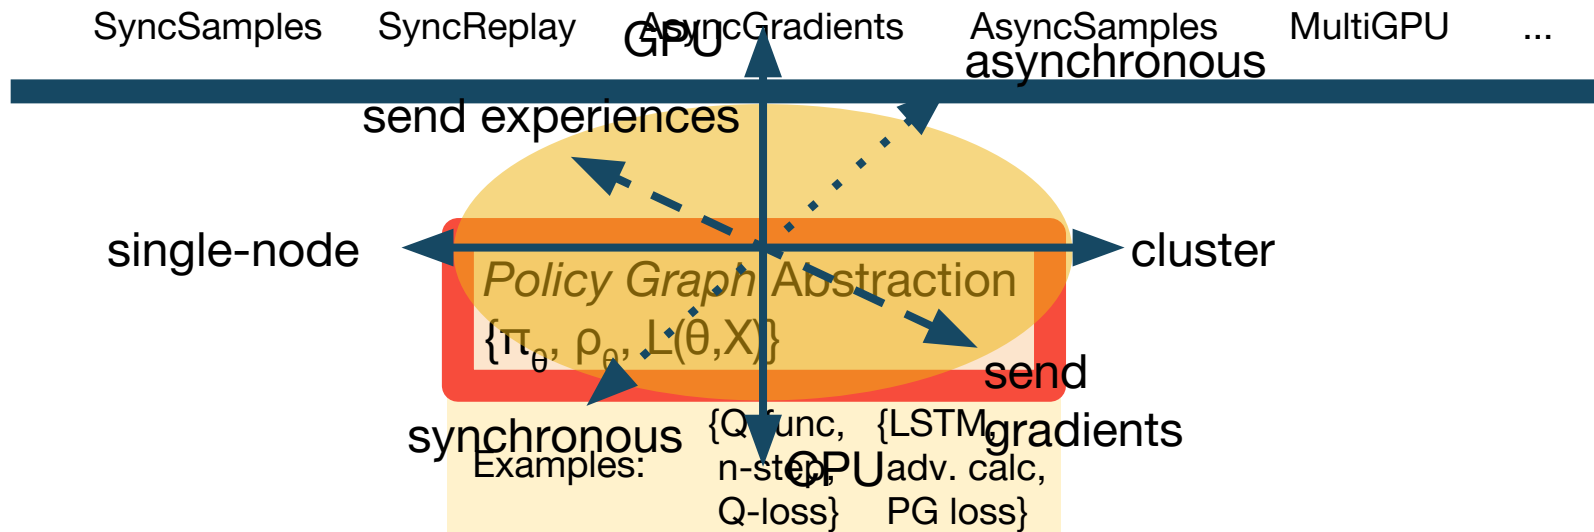 SyncSamples SyncReplay AsyncGradients AsyncSamples MultiGPU ...
GPU
asynchronous
send experiences
single-node
cluster
Policy Graph Abstraction
{πθ, ρθ, L(θ,X)}
send
gradients
synchronous
CPU
Examples:
{Q-func,
n-step,
Q-loss}
{LSTM,
adv. calc,
PG loss}